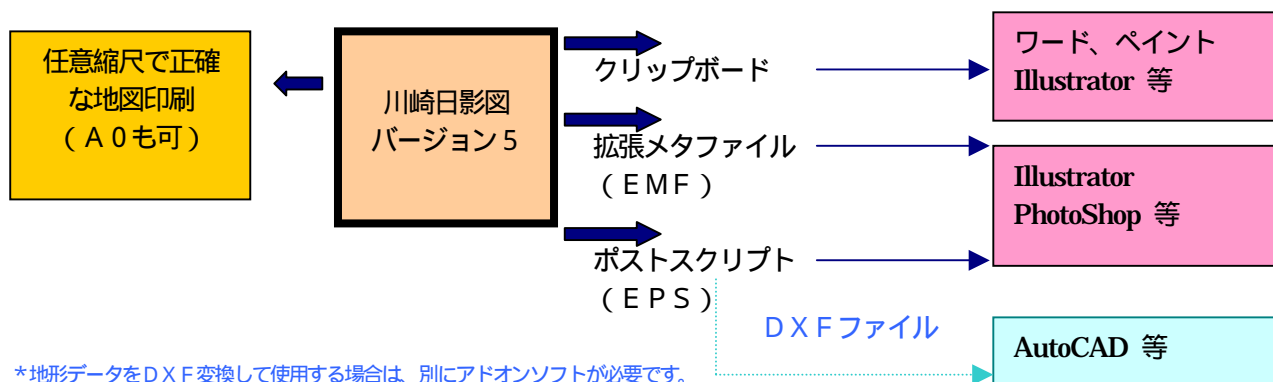 任意縮尺で正確
な地図印刷
（Ａ０も可）
川崎日影図
バージョン５
クリップボード
拡張メタファイル
（ＥＭＦ）
ポストスクリプト
（ＥＰＳ）
ワード、ペイント
Illustrator 等
Illustrator
PhotoShop 等
ＤＸＦファイル
AutoCAD 等
*地形データをＤＸＦ変換して使用する場合は、別にアドオンソフトが必要です。